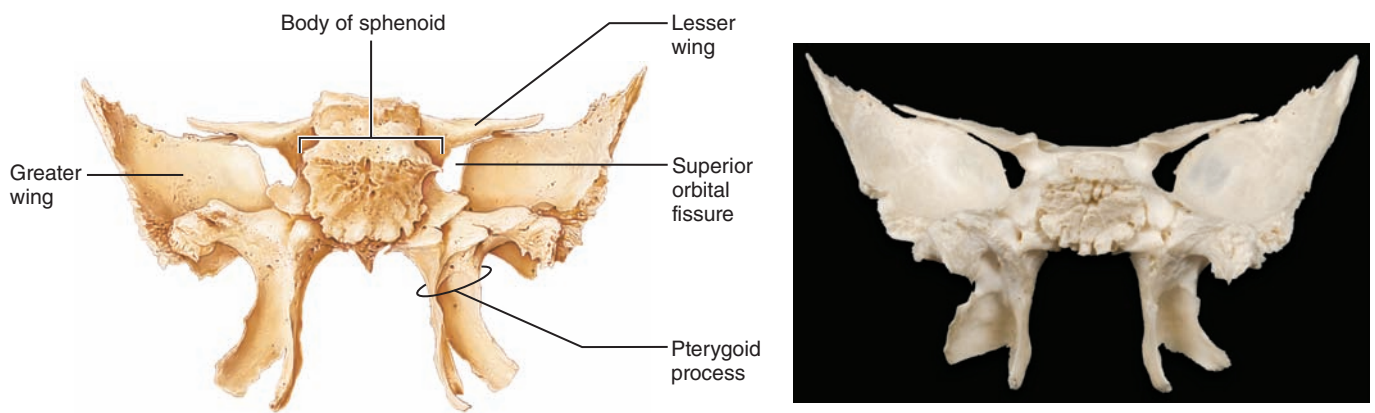 Body of sphenoid
Lesser
wing
Greater
wing
Superior
orbital
fissure
Pterygoid
process